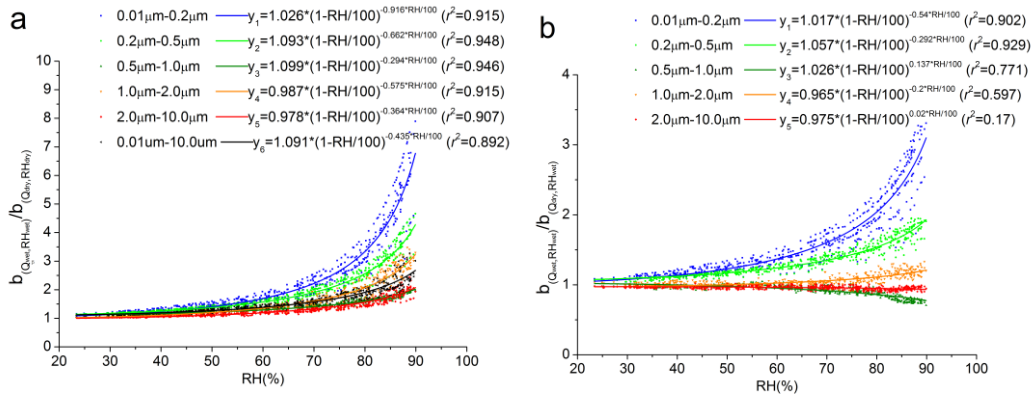 a
0.01μm-0.2μm y₁=1.026*(1-RH/100)^-0.916*RH/100 (r²=0.915)
0.2μm-0.5μm y₂=1.093*(1-RH/100)^-0.662*RH/100 (r²=0.948)
0.5μm-1.0μm y₃=1.099*(1-RH/100)^-0.294*RH/100 (r²=0.946)
1.0μm-2.0μm y₄=0.987*(1-RH/100)^-0.575*RH/100 (r²=0.915)
2.0μm-10.0μm y₅=0.978*(1-RH/100)^-0.364*RH/100 (r²=0.907)
0.01um-10.0um y₆=1.091*(1-RH/100)^-0.435*RH/100 (r²=0.892)
b(Qwet,RHwet)/b(Qdry,RHdry)
10
9
8
7
6
5
4
3
2
1
0
20 30 40 50 60 70 80 90 100
RH(%)
b
0.01μm-0.2μm y₁=1.017*(1-RH/100)^-0.54*RH/100 (r²=0.902)
0.2μm-0.5μm y₂=1.057*(1-RH/100)^-0.292*RH/100 (r²=0.929)
0.5μm-1.0μm y₃=1.026*(1-RH/100)^0.137*RH/100 (r²=0.771)
1.0μm-2.0μm y₄=0.965*(1-RH/100)^-0.2*RH/100 (r²=0.597)
2.0μm-10.0μm y₅=0.975*(1-RH/100)^0.02*RH/100 (r²=0.17)
b(Qwet,RHwet)/b(Qdry,RHwet)
4
3
2
1
0
20 30 40 50 60 70 80 90 100
RH(%)